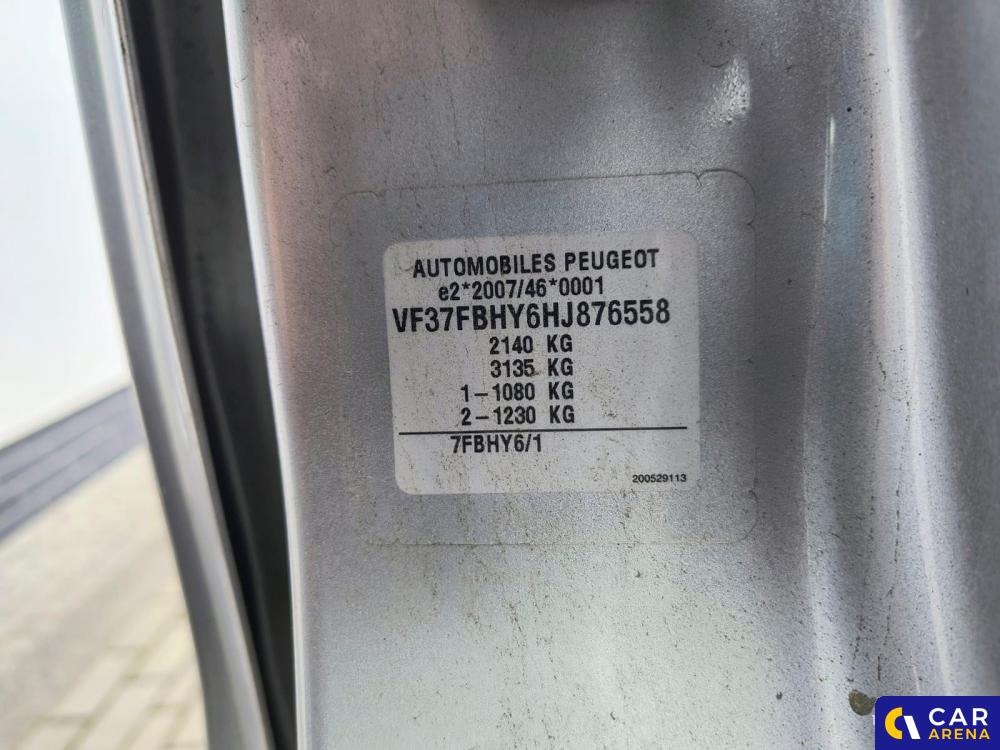 AUTOMOBILES PEUGEOT
e2*2007/46*0001
VF37FBHY6HJ876558
2140 KG
3135 KG
1-1080 KG
2-1230 KG
7FBHY6/1
200529113
CAR
ARENA